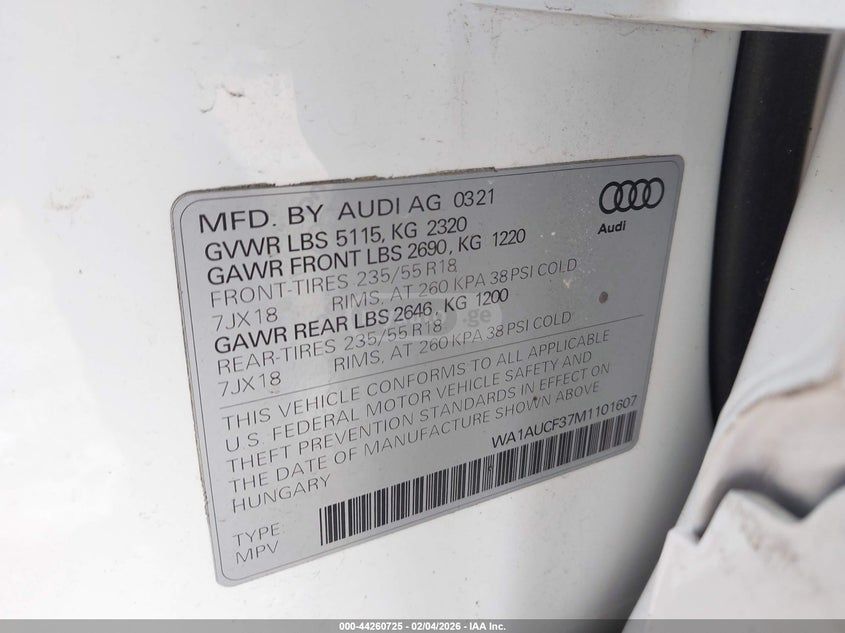 MFD. BY AUDI AG 0321
GVWR LBS 5115, KG 2320
GAWR FRONT LBS 2690, KG 1220
FRONT-TIRES 235/55 R18
7JX18 RIMS, AT 260 KPA 38 PSI COLD
GAWR REAR LBS 2646, KG 1200
REAR-TIRES 235/55 R18
7JX18 RIMS, AT 260 KPA 38 PSI COLD
THIS VEHICLE CONFORMS TO ALL APPLICABLE
U.S. FEDERAL MOTOR VEHICLE SAFETY AND
THEFT PREVENTION STANDARDS IN EFFECT ON
THE DATE OF MANUFACTURE SHOWN ABOVE
HUNGARY
WA1AUCF37M1101607
TYPE
MPV
Audi
.ge
000-44260725 - 02/04/2026 - IAA Inc.